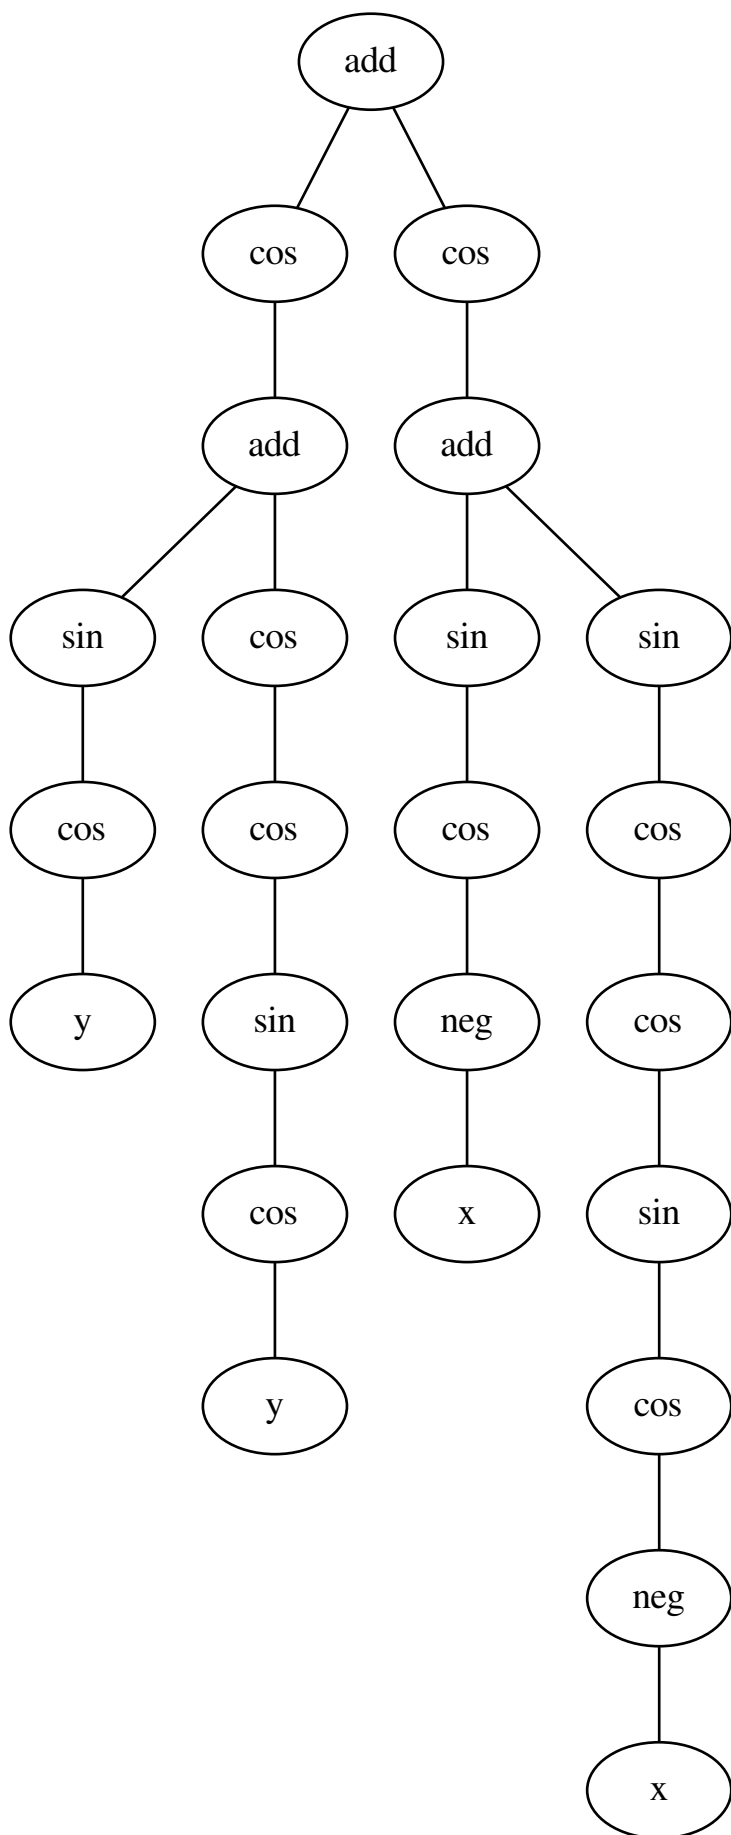 add
cos cos
add add
sin cos sin sin
cos cos cos cos
y sin neg cos
cos x sin
y cos
neg
x